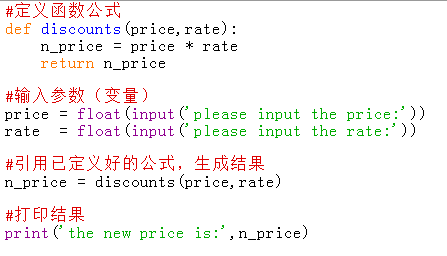 #定义函数公式
def discounts(price,rate):
    n_price = price * rate
    return n_price
#输入参数（变量）
price = float(input('please input the price:'))
rate  = float(input('please input the rate:'))
#引用已定义好的公式，生成结果
n_price = discounts(price,rate)
#打印结果
print('the new price is:',n_price)